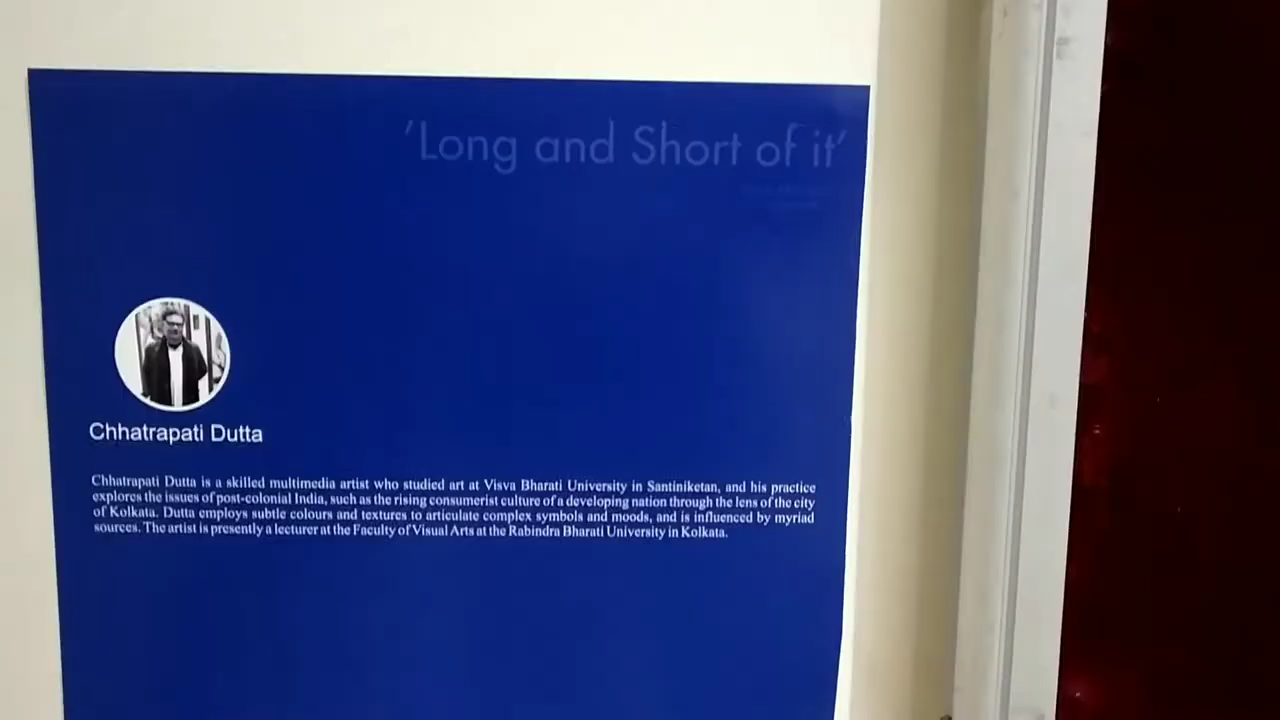 'Long and Short of it'
Chhatrapati Dutta
Chhatrapati Dutta is a skilled multimedia artist who studied art at Visva Bharati University in Santiniketan, and his practice
explores the issues of post-colonial India, such as the rising consumerist culture of a developing nation through the lens of the city
of Kolkata. Dutta employs subtle colours and textures to articulate complex symbols and moods, and is influenced by myriad
sources. The artist is presently a lecturer at the Faculty of Visual Arts at the Rabindra Bharati University in Kolkata.